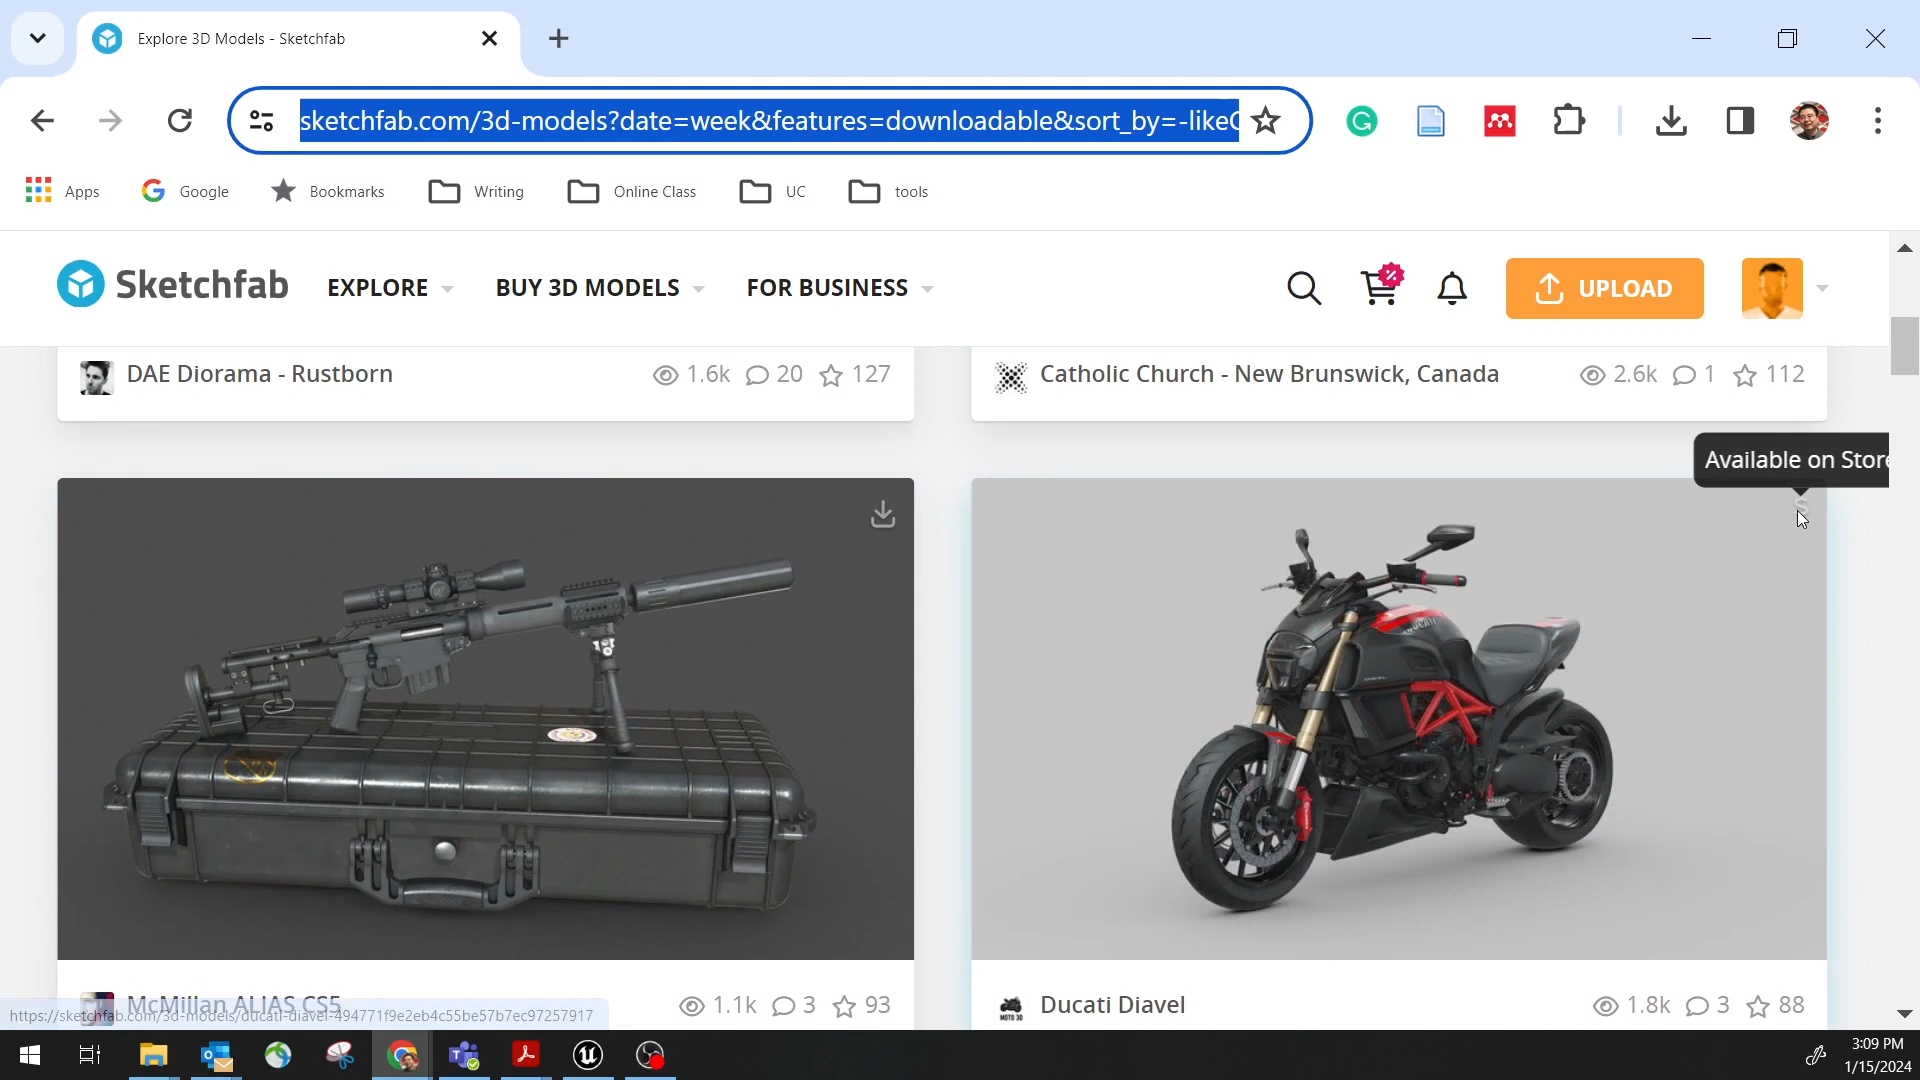 Explore 3D Models - Sketchfab
sketchfab.com/3d-models?date=week&features=downloadable&sort_by=-likeC
Apps
Google
Bookmarks
Writing
Online Class
UC
tools
Sketchfab
EXPLORE
BUY 3D MODELS
FOR BUSINESS
UPLOAD
DAE Diorama - Rustborn
1.6k
20
127
Catholic Church - New Brunswick, Canada
2.6k
1
112
Available on Store
S
DUCATI
McMillan ALIAS CS5
1.1k
3
93
MOTO 3D
Ducati Diavel
1.8k
3
88
https://sketchfab.com/3d-models/ducati-diavel-494771f9e2eb4c55be57b7ec97257917
3:09 PM
1/15/2024